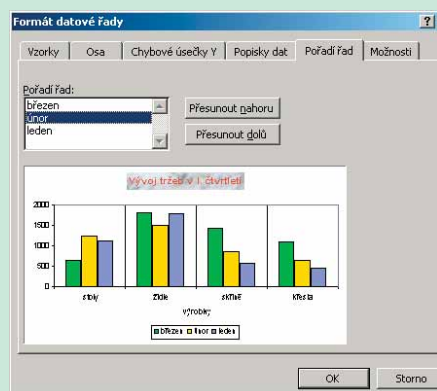 Formát datové řady
Vzorky Osa Chybové úsečky Y Popisky dat Pořadí řad Možnosti
Pořadí řad:
březen
únor
leden
Přesunout nahoru
Přesunout dolů
Vývoj tržeb v I. čtvrtletí
2000
1500
1000
500
0
stoly židle skříně křesla
výrobky
březen únor leden
OK Storno